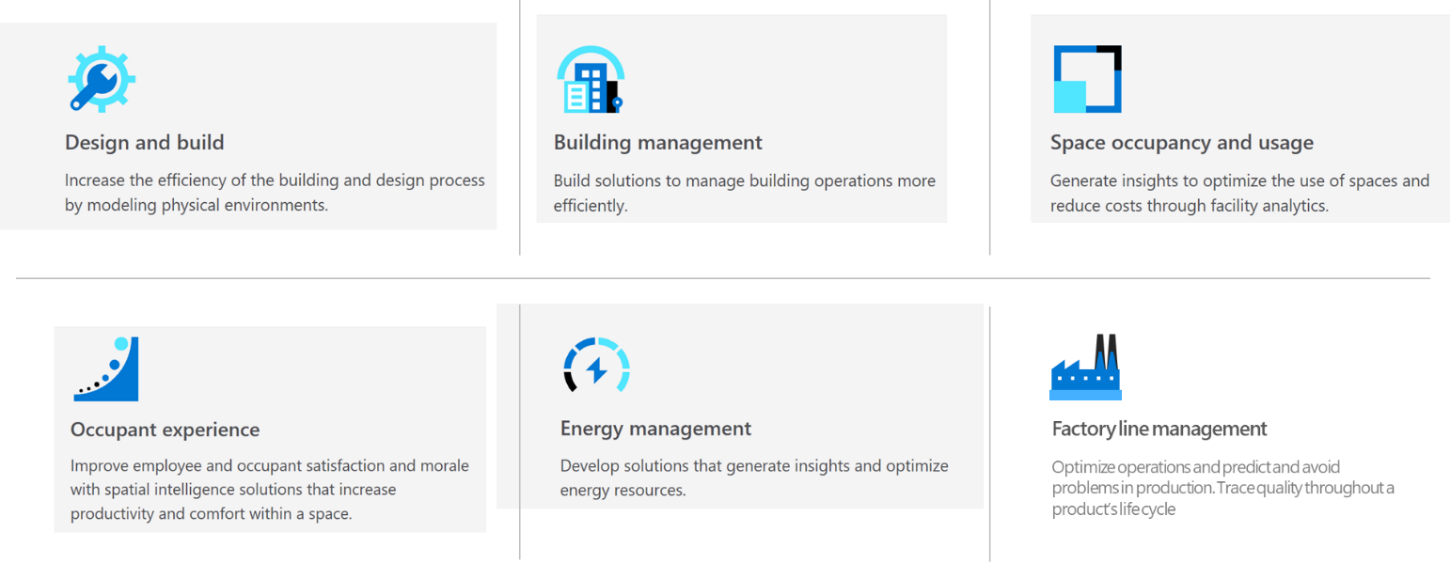 Design and build
Increase the efficiency of the building and design process
by modeling physical environments.
Building management
Build solutions to manage building operations more
efficiently.
Space occupancy and usage
Generate insights to optimize the use of spaces and
reduce costs through facility analytics.
Occupant experience
Improve employee and occupant satisfaction and morale
with spatial intelligence solutions that increase
productivity and comfort within a space.
Energy management
Develop solutions that generate insights and optimize
energy resources.
Factory line management
Optimize operations and predict and avoid
problems in production. Trace quality throughout a
product's life cycle